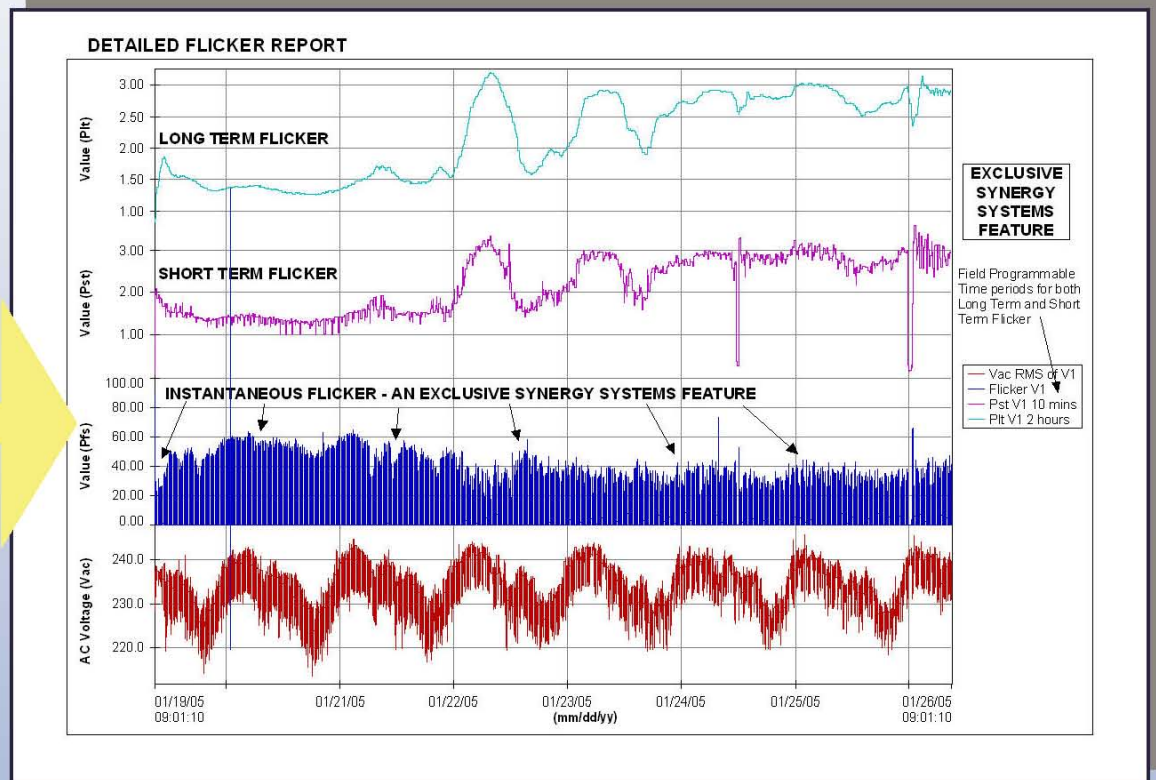 DETAILED FLICKER REPORT
Value (Plt)
3.00
2.50
2.00
1.50
1.00
LONG TERM FLICKER
Value (Pst)
3.00
2.00
1.00
SHORT TERM FLICKER
Value (Pfs)
100.00
80.00
60.00
40.00
20.00
0.00
INSTANTANEOUS FLICKER - AN EXCLUSIVE SYNERGY SYSTEMS FEATURE
AC Voltage (Vac)
240.0
230.0
220.0
01/19/05
09:01:10
01/21/05
01/22/05
01/23/05
01/24/05
01/25/05
01/26/05
09:01:10
(mm/dd/yy)
EXCLUSIVE
SYNERGY
SYSTEMS
FEATURE
Field Programmable
Time periods for both
Long Term and Short
Term Flicker
Vac RMS of V1
Flicker V1
Pst V1 10 mins
Plt V1 2 hours